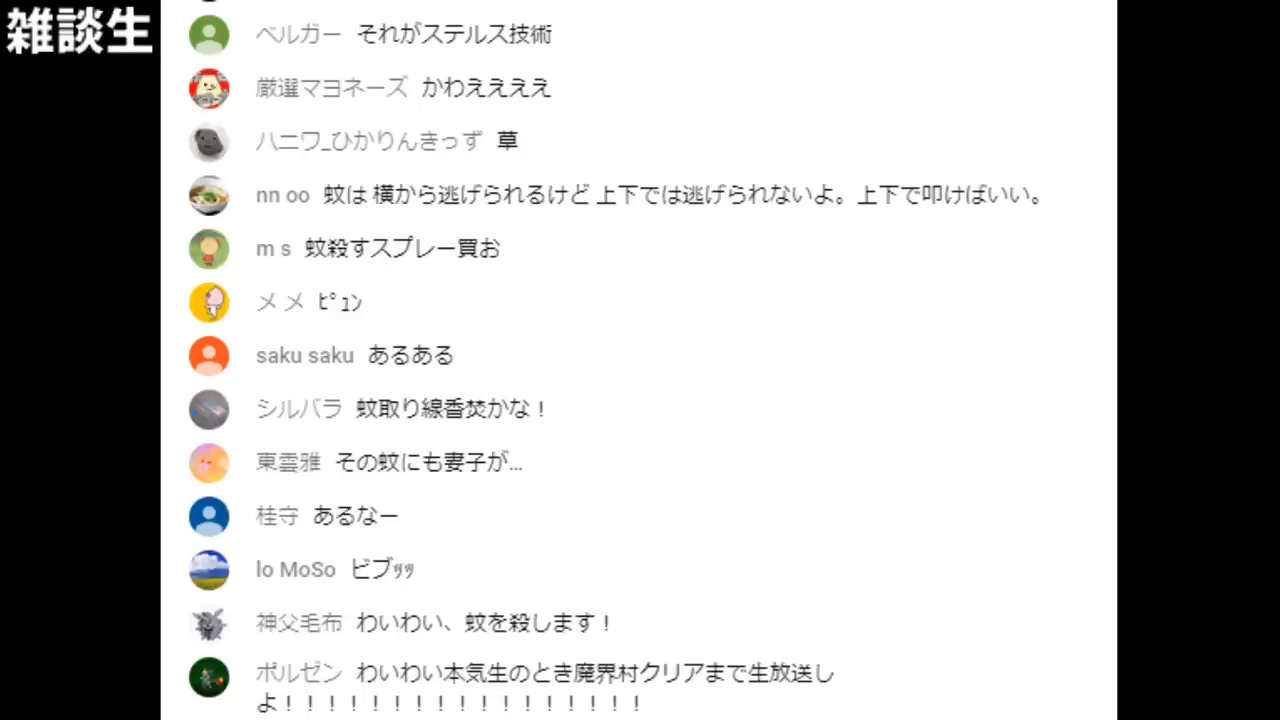 雑談生
ベルガー それがステルス技術
厳選マヨネーズ かわええええ
ハニワ_ひかりんきっず 草
nn oo 蚊は 横から逃げられるけど 上下では逃げられないよ。上下で叩けばいい。
m s 蚊殺すスプレー買お
メ メ ﾋﾟｭﾝ
saku saku あるある
シルバラ 蚊取り線香焚かな！
東雲雅 その蚊にも妻子が...
桂守 あるなー
lo MoSo ビブｯｯ
神父毛布 わいわい、蚊を殺します！
ポルゼン わいわい本気生のとき魔界村クリアまで生放送し
よ！！！！！！！！！！！！！！！！！